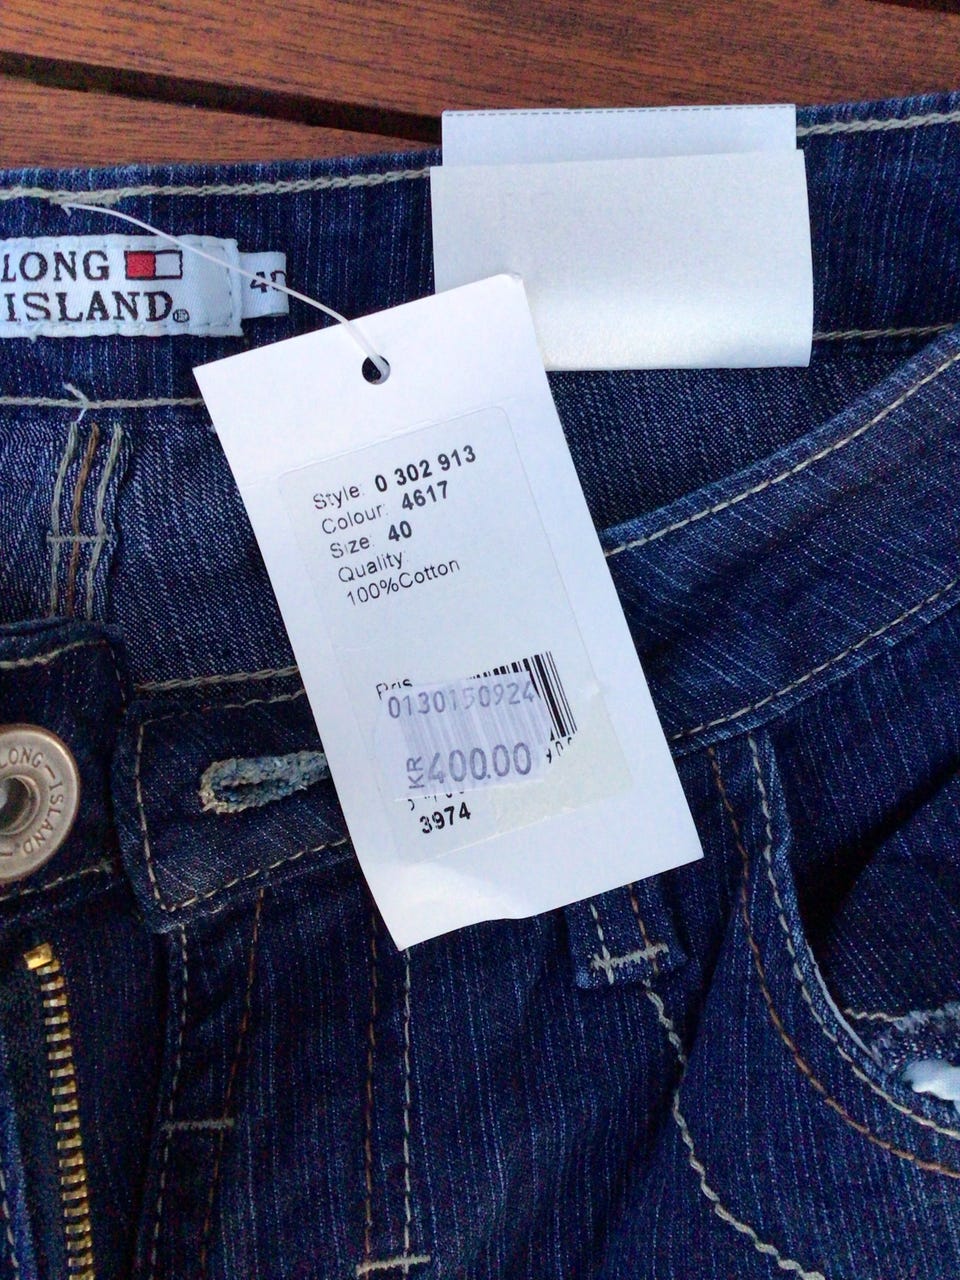 LONG
ISLAND®
40
Style: 0 302 913
Colour: 4617
Size: 40
Quality:
100%Cotton
Pris
0130150924
KR 400.00
3974
LONG-ISLAND